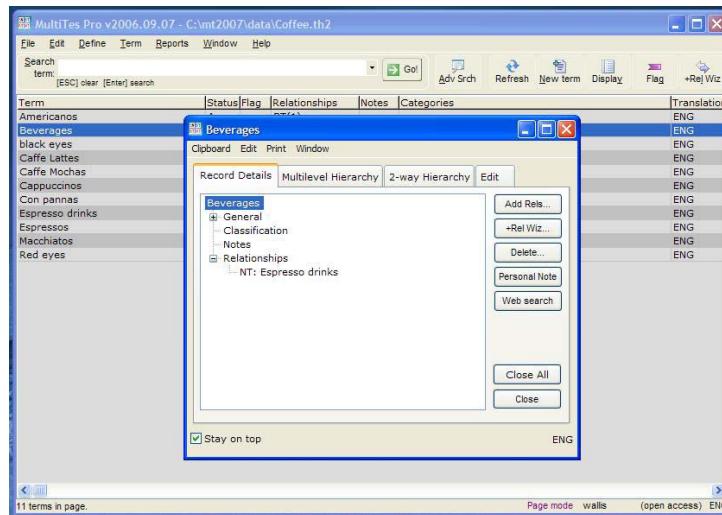 MultiTes Pro v2006.09.07 - C:\mt2007\data\Coffee.th2
File Edit Define Term Reports Window Help
Search term:
[ESC] clear [Enter] search
Go!
Adv Srch Refresh New term Display Flag +Rel Wiz
Term Status Flag Relationships Notes Categories Translation
Americanos ENG
Beverages ENG
black eyes ENG
Caffe Lattes ENG
Caffe Mochas ENG
Cappuccinos ENG
Con pannas ENG
Espresso drinks ENG
Espressos ENG
Macchiatos ENG
Red eyes ENG
Beverages
Clipboard Edit Print Window
Record Details Multilevel Hierarchy 2-way Hierarchy Edit
Beverages
General
Classification
Notes
Relationships
NT: Espresso drinks
Add Rels...
+Rel Wiz...
Delete...
Personal Note
Web search
Close All
Close
Stay on top ENG
11 terms in page. Page mode wallis (open access)